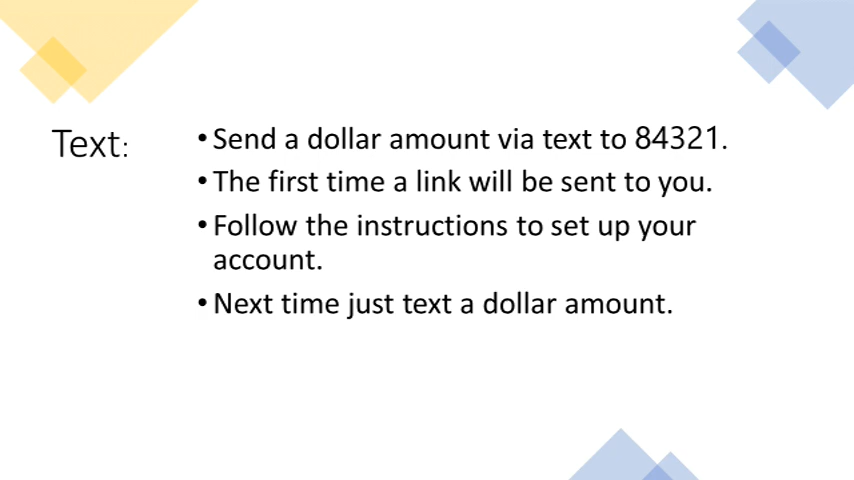 Text:
• Send a dollar amount via text to 84321.
• The first time a link will be sent to you.
• Follow the instructions to set up your
account.
• Next time just text a dollar amount.